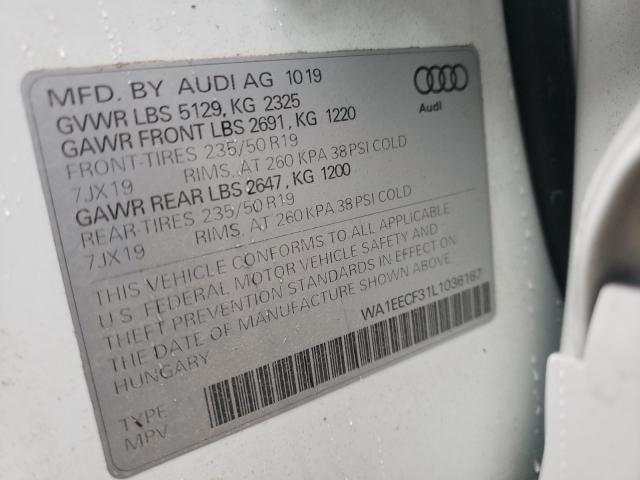 MFD. BY AUDI AG 1019
GVWR LBS 5129, KG 2325
GAWR FRONT LBS 2691, KG 1220
FRONT-TIRES 235/50 R19
7JX19 RIMS, AT 260 KPA 38 PSI COLD
GAWR REAR LBS 2647, KG 1200
REAR-TIRES 235/50 R19
7JX19 RIMS, AT 260 KPA 38 PSI COLD
THIS VEHICLE CONFORMS TO ALL APPLICABLE
U.S. FEDERAL MOTOR VEHICLE SAFETY AND
THEFT PREVENTION STANDARDS IN EFFECT ON
THE DATE OF MANUFACTURE SHOWN ABOVE.
HUNGARY
WA1EECF31L1036167
TYPE
MPV
Audi